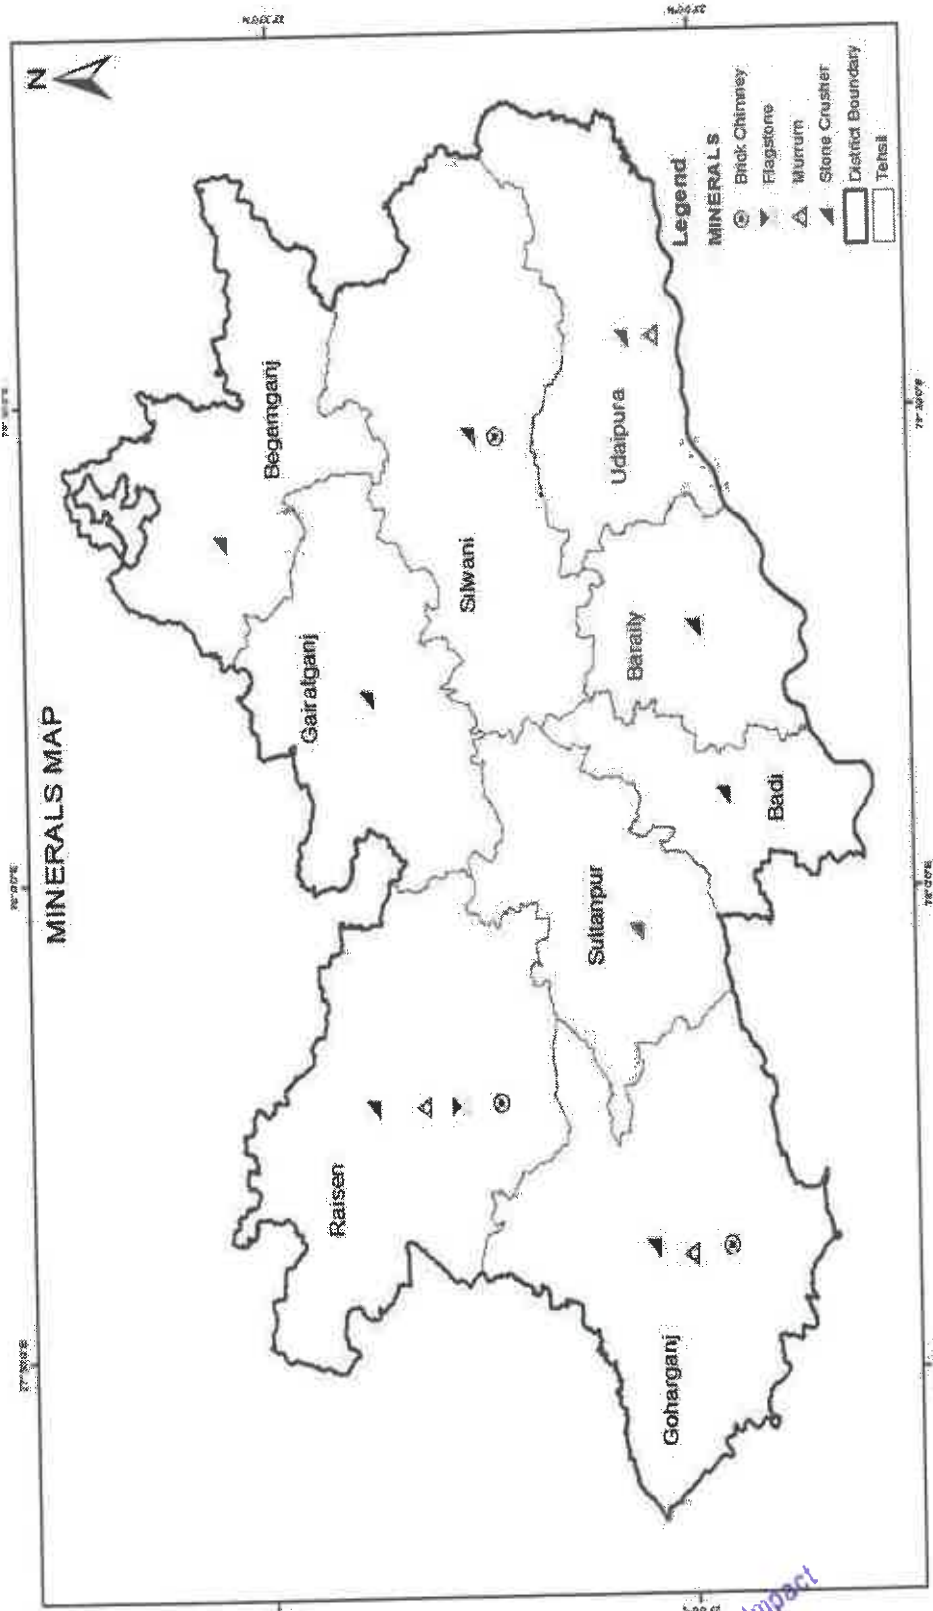 MINERALS MAP
N
Begamganj
Gairatganj
Silwani
Udaipura
Baraily
Badi
Sultanpur
Raisen
Goharganj
Legend
MINERALS
Brick Chimney
Flagstone
Murrum
Stone Crusher
District Boundary
Tehsil